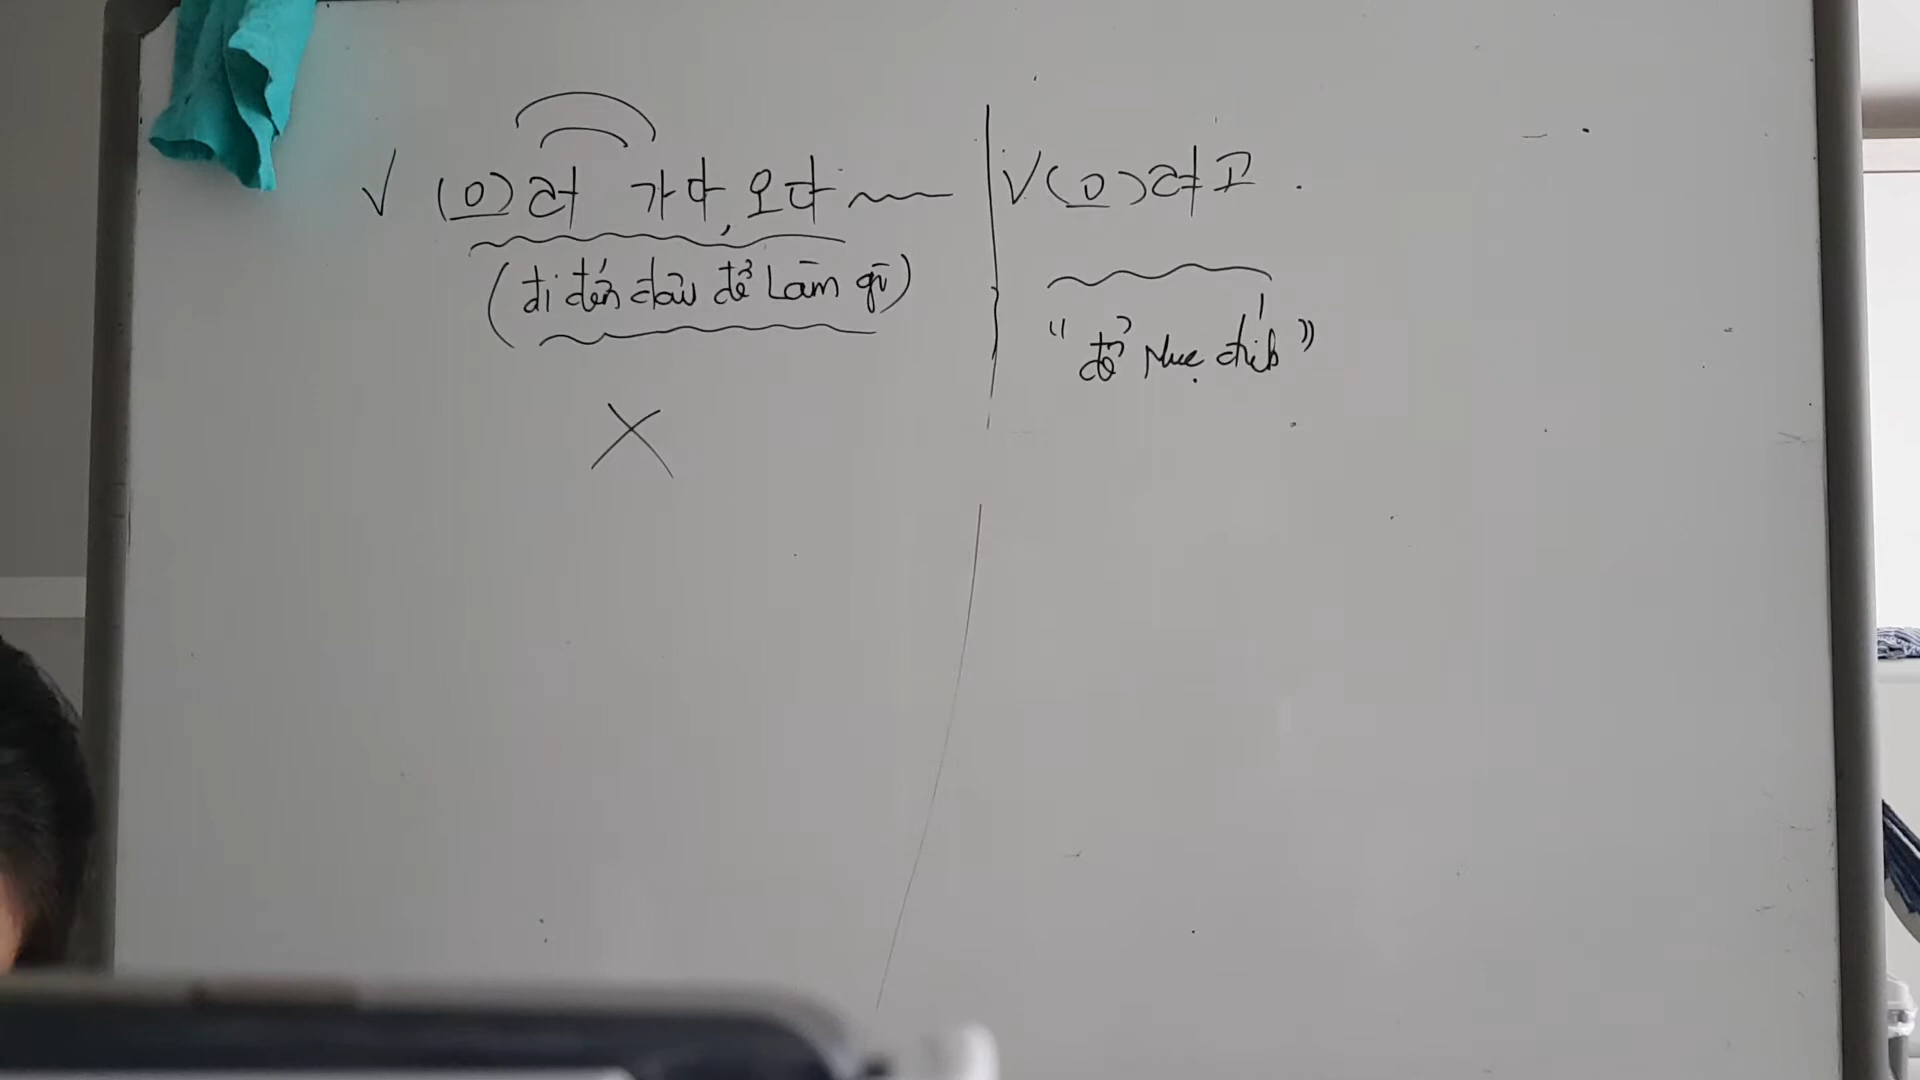 V (으)러 가다, 오다
(đi đến đâu để làm gì)
V(으)려고.
"để mục đích"